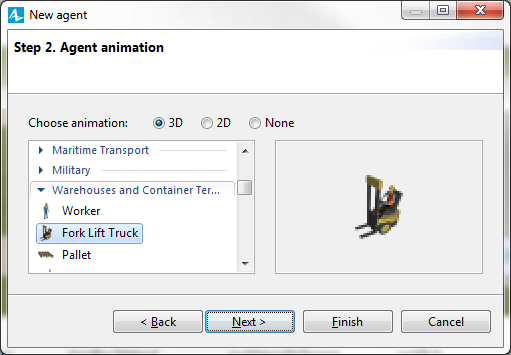 New agent
Step 2. Agent animation
Choose animation: 3D 2D None
Maritime Transport
Military
Warehouses and Container Ter...
Worker
Fork Lift Truck
Pallet
< Back Next > Finish Cancel